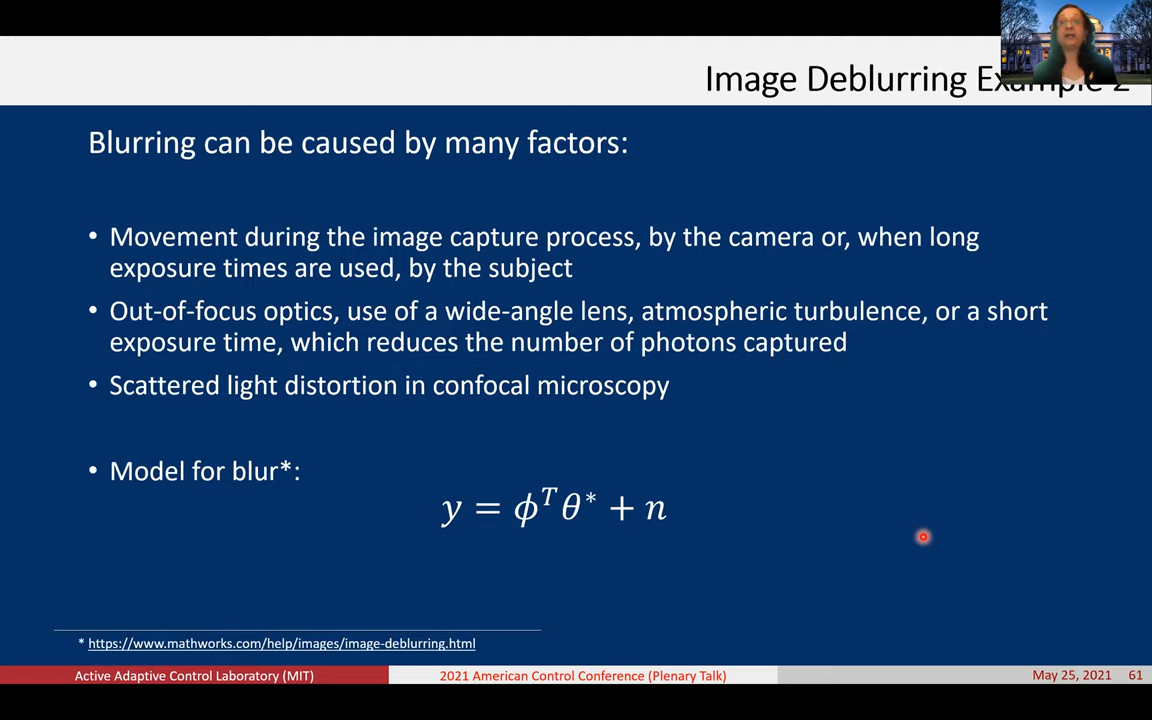 Image Deblurring Example 2
Blurring can be caused by many factors:
• Movement during the image capture process, by the camera or, when long
exposure times are used, by the subject
• Out-of-focus optics, use of a wide-angle lens, atmospheric turbulence, or a short
exposure time, which reduces the number of photons captured
• Scattered light distortion in confocal microscopy
• Model for blur*:
y = ϕᵀθ* + n
* https://www.mathworks.com/help/images/image-deblurring.html
Active Adaptive Control Laboratory (MIT)
2021 American Control Conference (Plenary Talk)
May 25, 2021 61